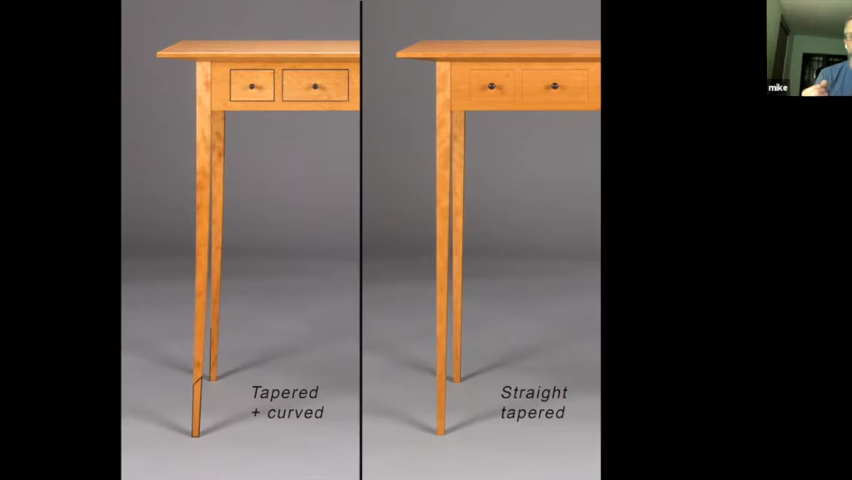 mike
Tapered
+ curved
Straight
tapered